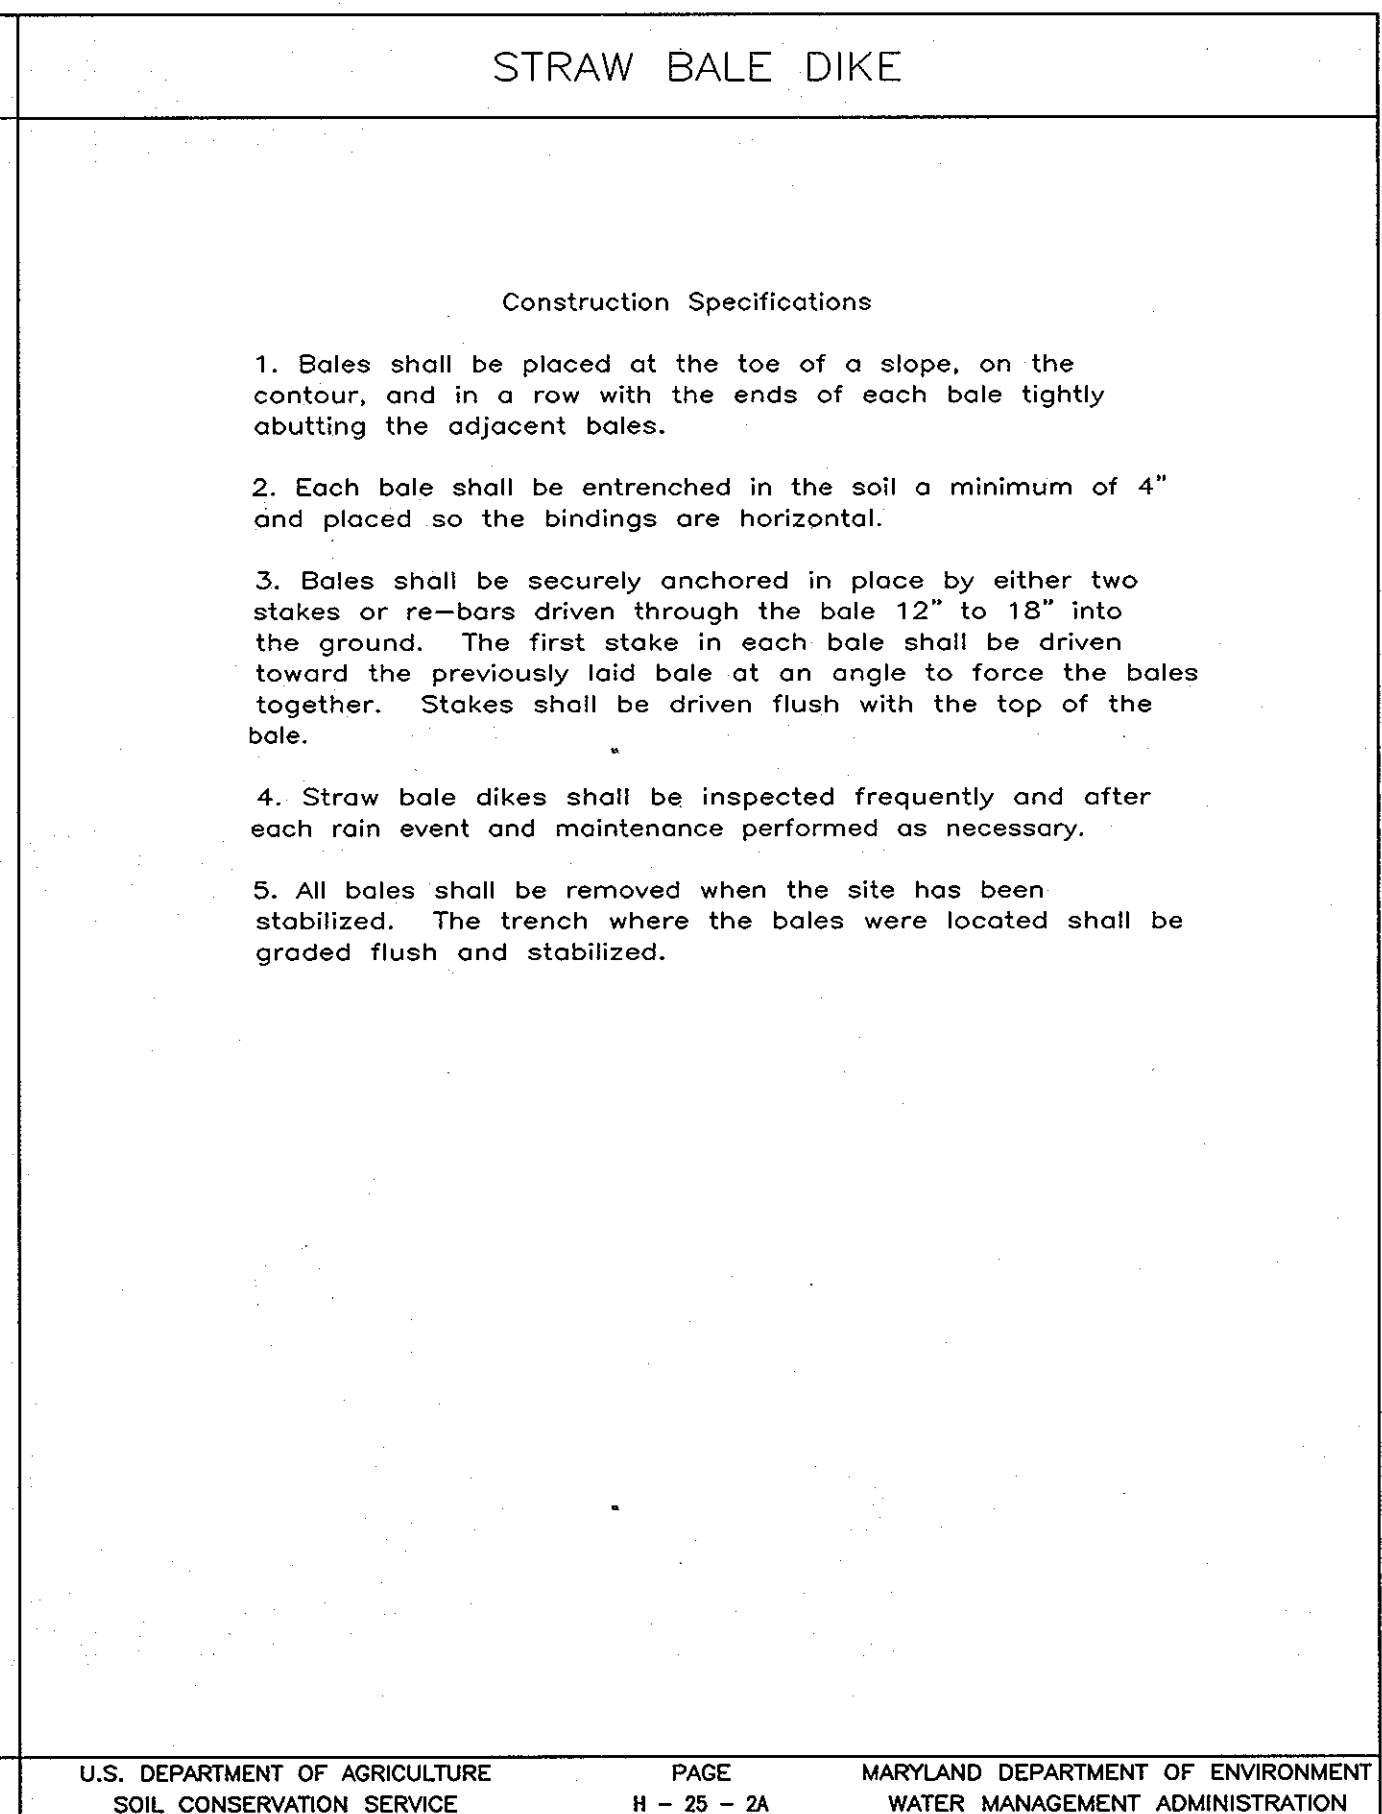 STRAW BALE DIKE
Construction Specifications
1. Bales shall be placed at the toe of a slope, on the
contour, and in a row with the ends of each bale tightly
abutting the adjacent bales.
2. Each bale shall be entrenched in the soil a minimum of 4"
and placed so the bindings are horizontal.
3. Bales shall be securely anchored in place by either two
stakes or re-bars driven through the bale 12" to 18" into
the ground. The first stake in each bale shall be driven
toward the previously laid bale at an angle to force the bales
together. Stakes shall be driven flush with the top of the
bale.
4. Straw bale dikes shall be inspected frequently and after
each rain event and maintenance performed as necessary.
5. All bales shall be removed when the site has been
stabilized. The trench where the bales were located shall be
graded flush and stabilized.
U.S. DEPARTMENT OF AGRICULTURE PAGE MARYLAND DEPARTMENT OF ENVIRONMENT
SOIL CONSERVATION SERVICE H - 25 - 2A WATER MANAGEMENT ADMINISTRATION